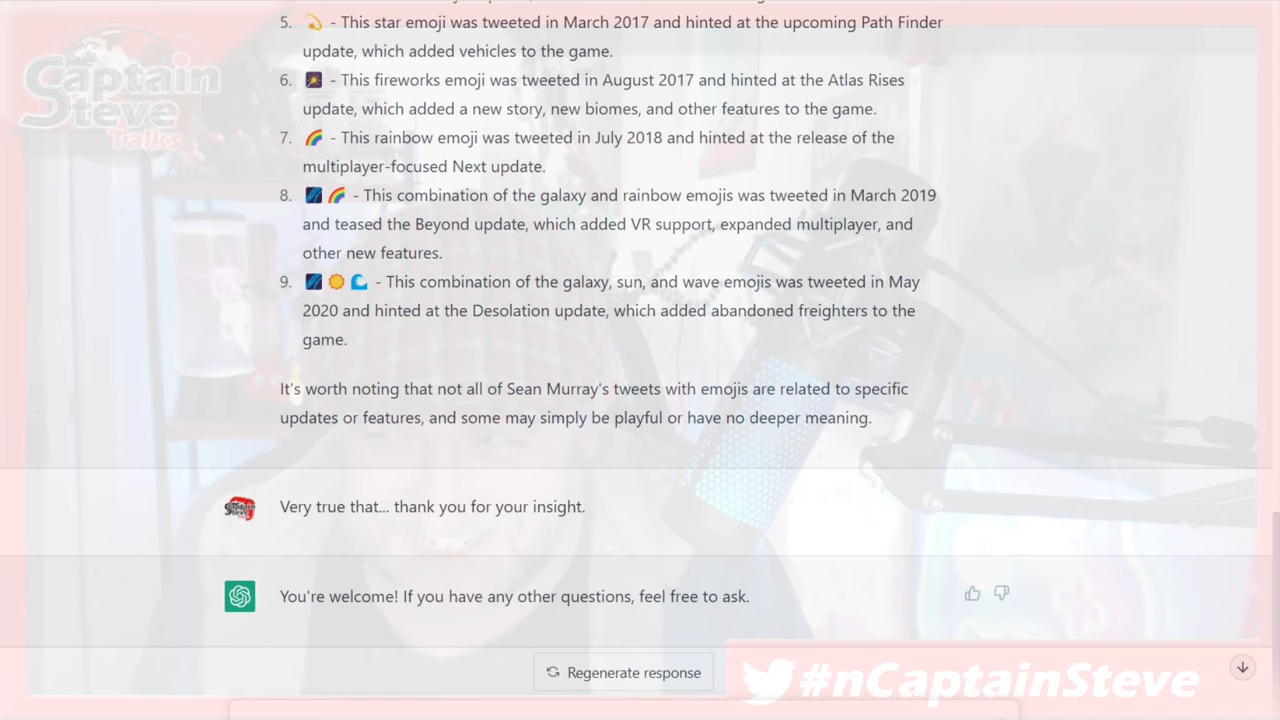 5. 💫 - This star emoji was tweeted in March 2017 and hinted at the upcoming Path Finder
update, which added vehicles to the game.
6. 🎆 - This fireworks emoji was tweeted in August 2017 and hinted at the Atlas Rises
update, which added a new story, new biomes, and other features to the game.
7. 🌈 - This rainbow emoji was tweeted in July 2018 and hinted at the release of the
multiplayer-focused Next update.
8. 🌌🌈 - This combination of the galaxy and rainbow emojis was tweeted in March 2019
and teased the Beyond update, which added VR support, expanded multiplayer, and
other new features.
9. 🌌🌞🌊 - This combination of the galaxy, sun, and wave emojis was tweeted in May
2020 and hinted at the Desolation update, which added abandoned freighters to the
game.
It's worth noting that not all of Sean Murray's tweets with emojis are related to specific
updates or features, and some may simply be playful or have no deeper meaning.
Very true that... thank you for your insight.
You're welcome! If you have any other questions, feel free to ask.
Regenerate response
#nCaptainSteve
Captain
Steve
Talks